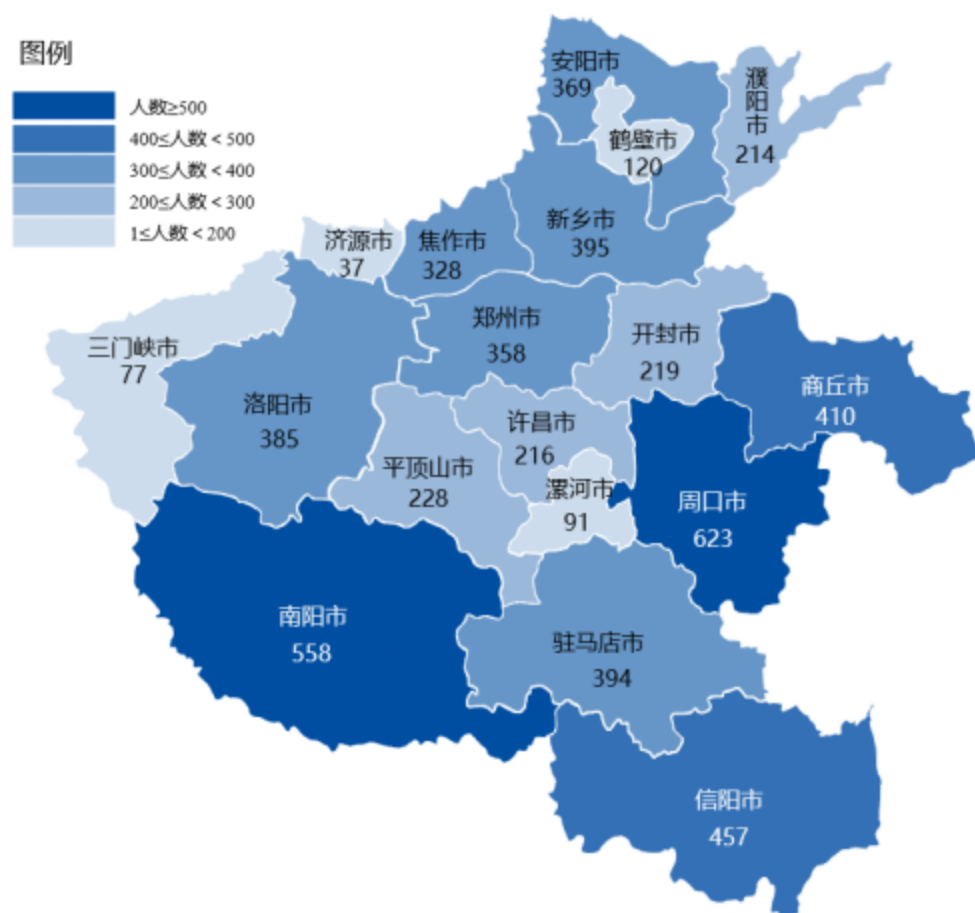 图例
人数≥500
400≤人数＜500
300≤人数＜400
200≤人数＜300
1≤人数＜200
安阳市
369
濮阳市
214
鹤壁市
120
新乡市
395
济源市
37
焦作市
328
郑州市
358
开封市
219
三门峡市
77
洛阳市
385
商丘市
410
许昌市
216
平顶山市
228
漯河市
91
周口市
623
南阳市
558
驻马店市
394
信阳市
457